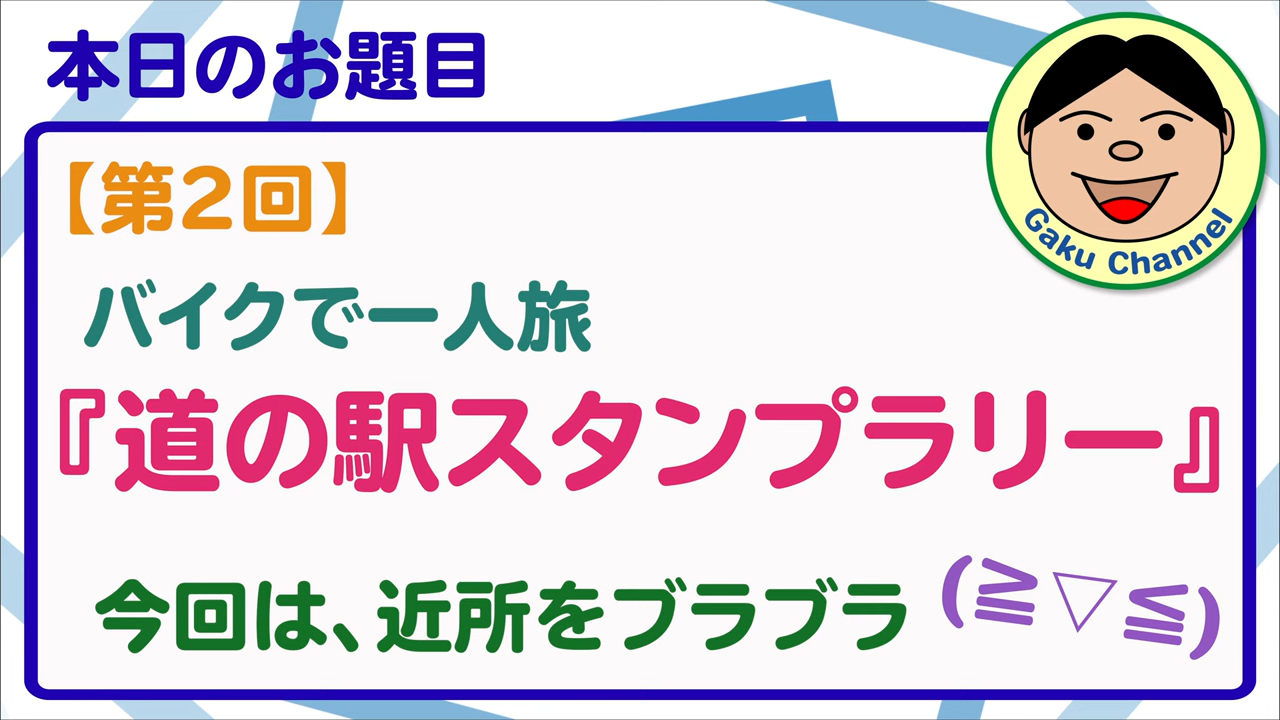 本日のお題目
【第2回】
バイクで一人旅
『道の駅スタンプラリー』
今回は、近所をブラブラ(≧▽≦)
Gaku Channel